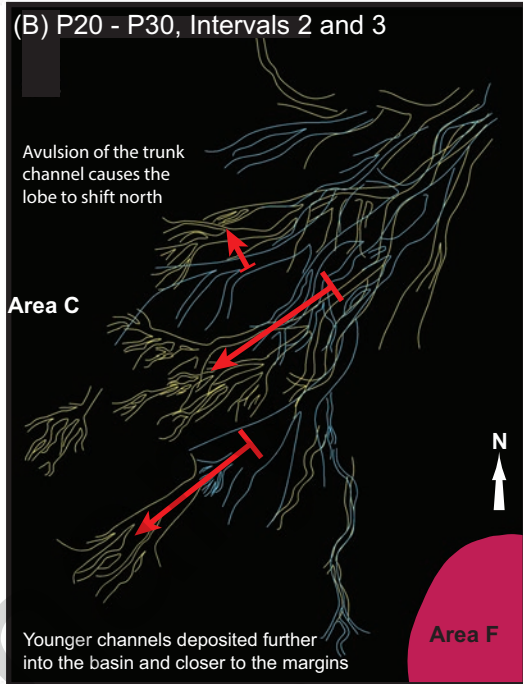 (B) P20 - P30, Intervals 2 and 3
Avulsion of the trunk
channel causes the
lobe to shift north
Area C
N
Area F
Younger channels deposited further
into the basin and closer to the margins